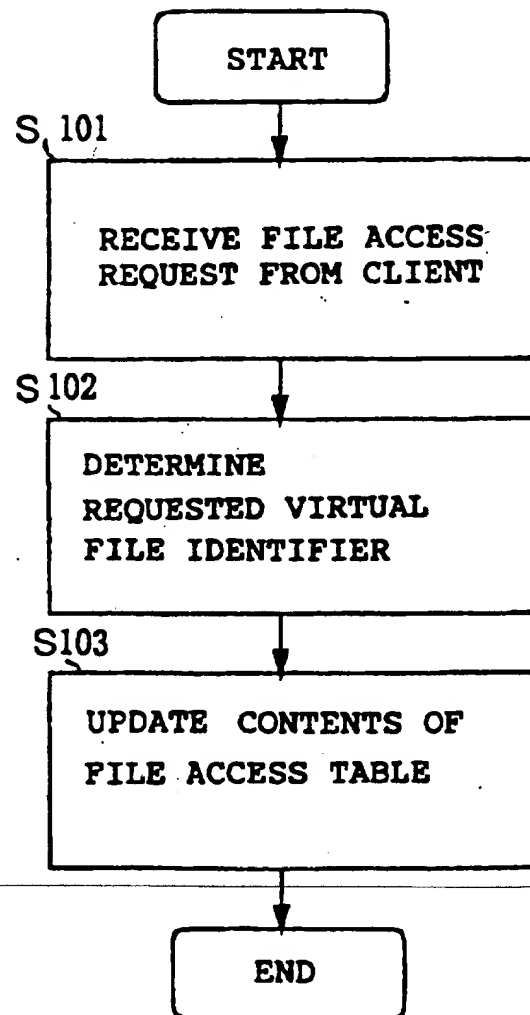 START
S 101
RECEIVE FILE ACCESS
REQUEST FROM CLIENT
S 102
DETERMINE
REQUESTED VIRTUAL
FILE IDENTIFIER
S103
UPDATE CONTENTS OF
FILE ACCESS TABLE
END